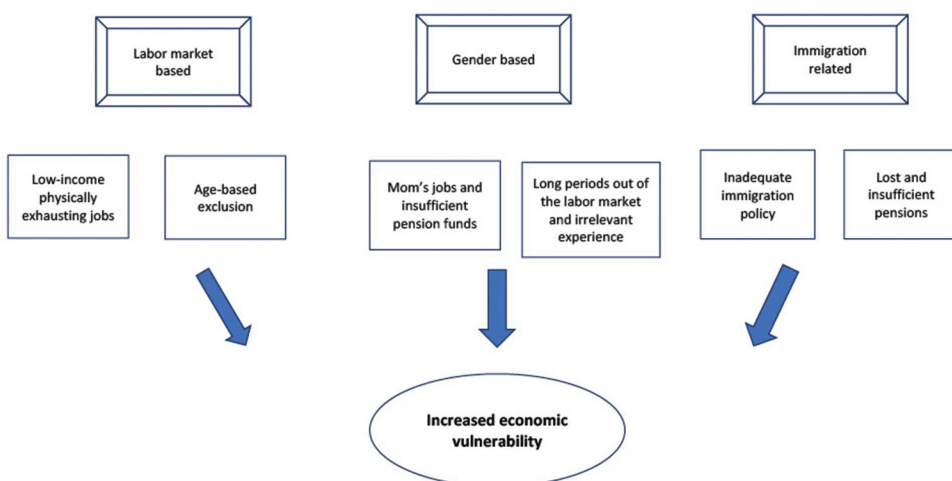 Labor market
based
Gender based
Immigration
related
Low-income
physically
exhausting jobs
Age-based
exclusion
Mom's jobs and
insufficient
pension funds
Long periods out of
the labor market
and irrelevant
experience
Inadequate
immigration
policy
Lost and
insufficient
pensions
Increased economic
vulnerability